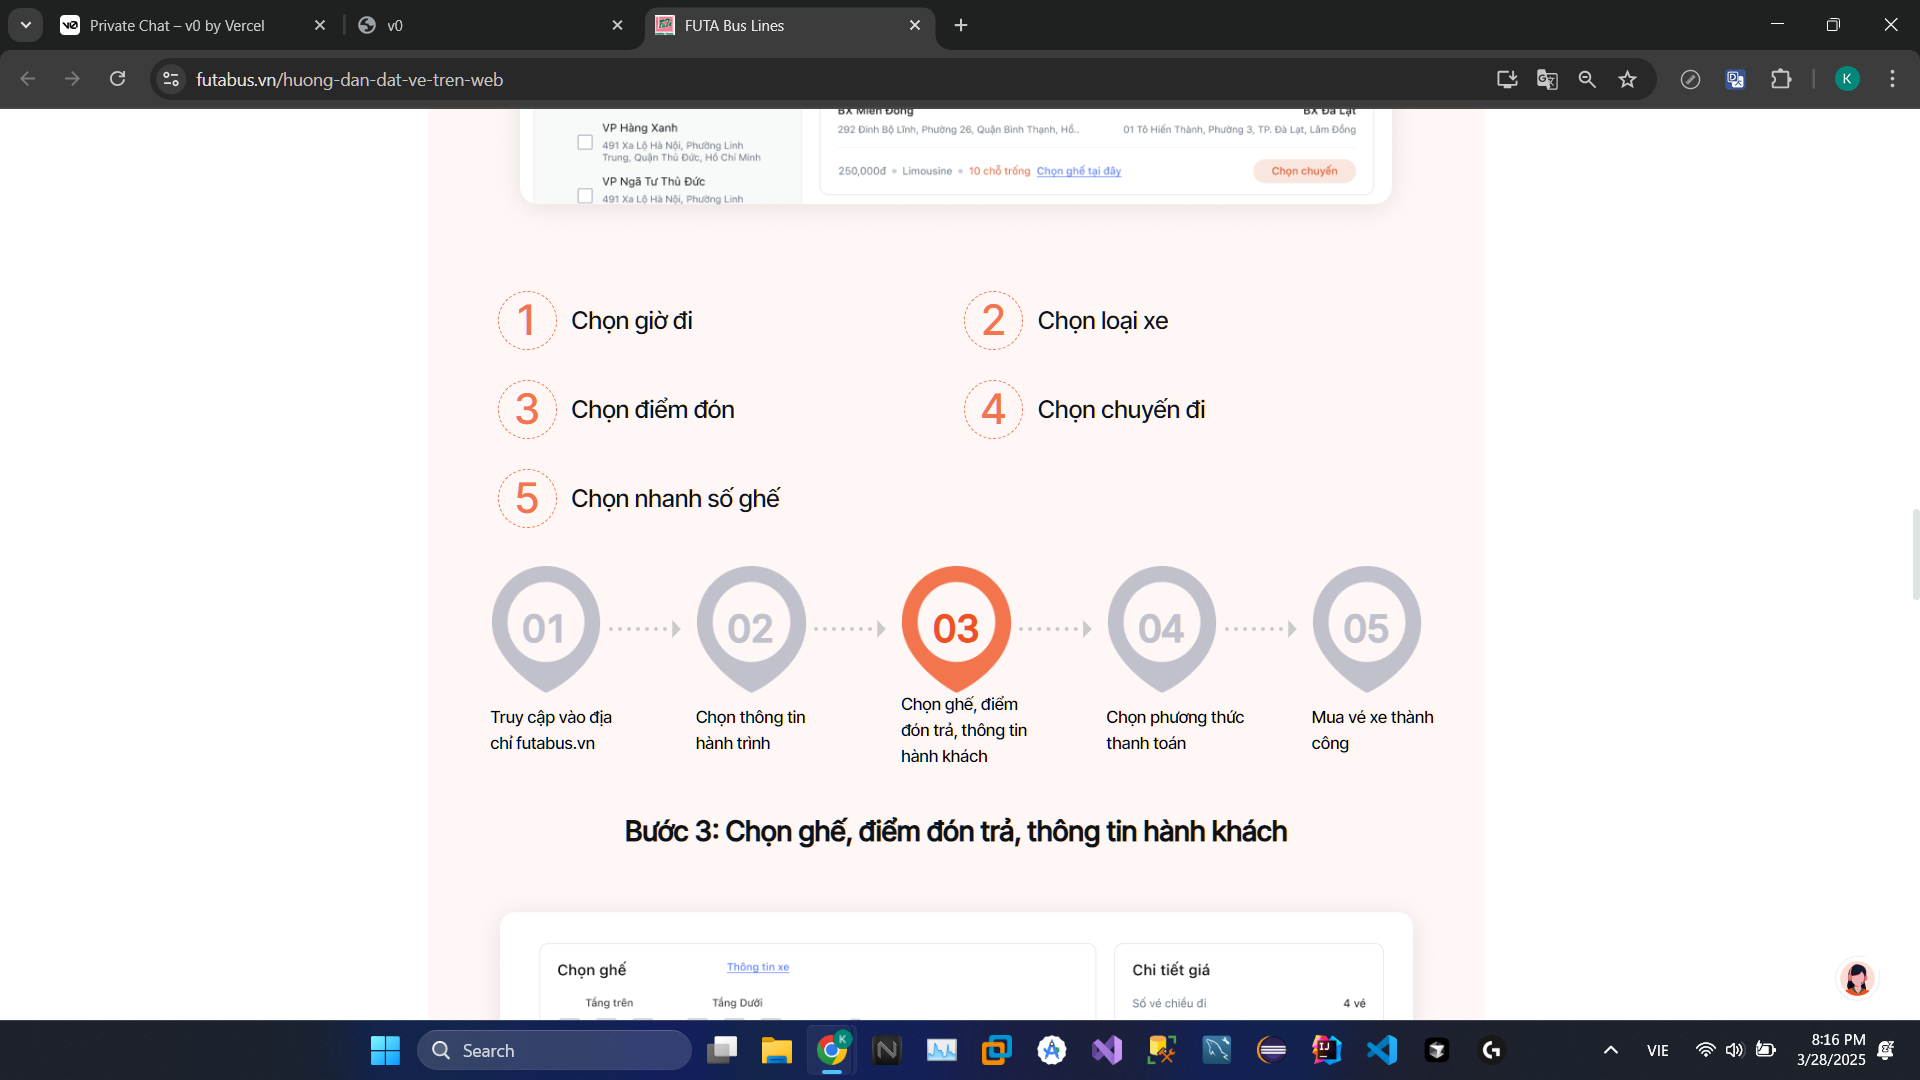 Private Chat – v0 by Vercel
v0
FUTA Bus Lines
futabus.vn/huong-dan-dat-ve-tren-web
K
BX Miền Đông
BX Đà Lạt
VP Hàng Xanh
491 Xa Lộ Hà Nội, Phường Linh
Trung, Quận Thủ Đức, Hồ Chí Minh
292 Đinh Bộ Lĩnh, Phường 26, Quận Bình Thạnh, Hồ..
01 Tô Hiến Thành, Phường 3, TP. Đà Lạt, Lâm Đồng
250,000đ • Limousine • 10 chỗ trống Chọn ghế tại đây
Chọn chuyến
VP Ngã Tư Thủ Đức
491 Xa Lộ Hà Nội, Phường Linh
1 Chọn giờ đi
2 Chọn loại xe
3 Chọn điểm đón
4 Chọn chuyến đi
5 Chọn nhanh số ghế
01
02
03
04
05
Truy cập vào địa
chỉ futabus.vn
Chọn thông tin
hành trình
Chọn ghế, điểm
đón trả, thông tin
hành khách
Chọn phương thức
thanh toán
Mua vé xe thành
công
Bước 3: Chọn ghế, điểm đón trả, thông tin hành khách
Chọn ghế
Thông tin xe
Tầng trên
Tầng Dưới
Chi tiết giá
Số vé chiều đi
4 vé
Search
VIE
8:16 PM
3/28/2025